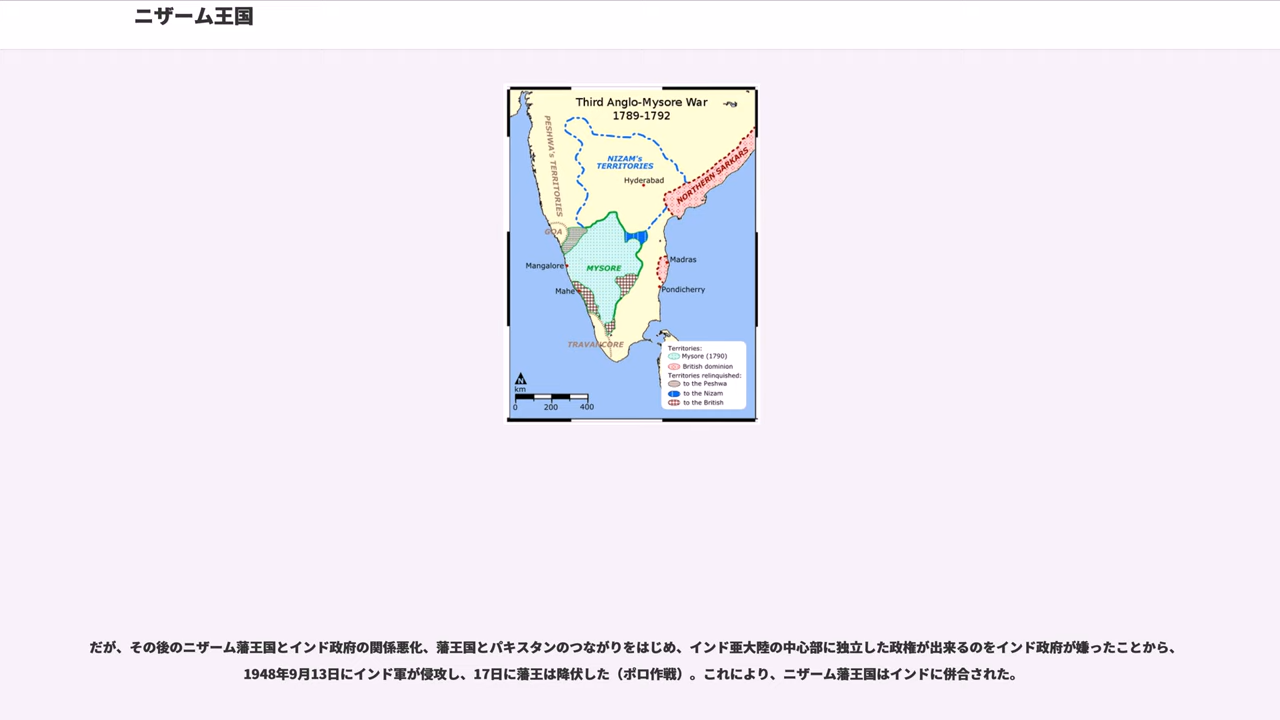 ニザーム王国
Third Anglo-Mysore War
1789-1792
PESHWA's TERRITORIES
NIZAM's
TERRITORIES
Hyderabad
NORTHERN SARKARS
GOA
Mangalore
MYSORE
Madras
Mahe
Pondicherry
TRAVANCORE
Territories:
Mysore (1790)
British dominion
Territories relinquished:
to the Peshwa
to the Nizam
to the British
N
km
0 200 400
だが、その後のニザーム藩王国とインド政府の関係悪化、藩王国とパキスタンのつながりをはじめ、インド亜大陸の中心部に独立した政権が出来るのをインド政府が嫌ったことから、
1948年9月13日にインド軍が侵攻し、17日に藩王は降伏した（ポロ作戦）。これにより、ニザーム藩王国はインドに併合された。